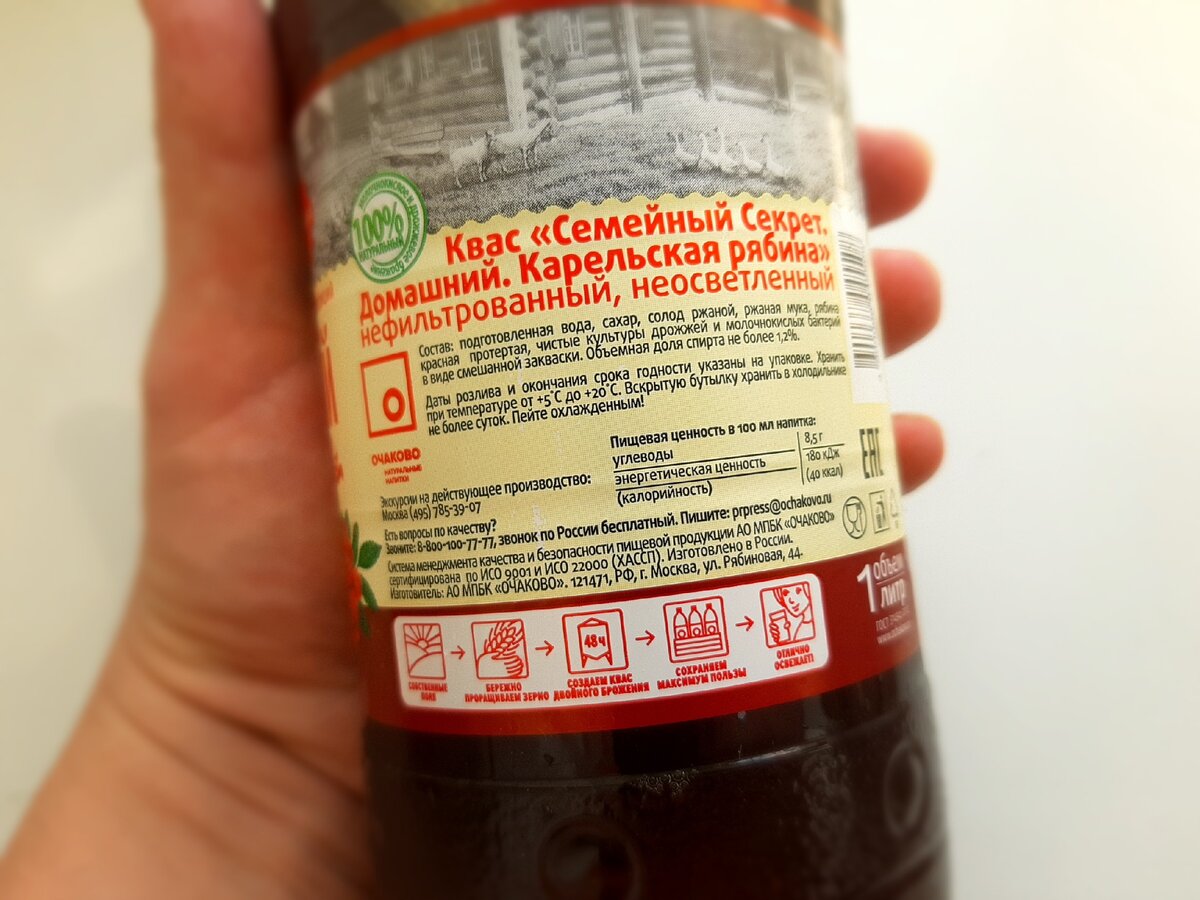 100%
НАТУРАЛЬНЫЙ
Квас «Семейный Секрет.
Домашний. Карельская рябина»
нефильтрованный, неосветленный
Состав: подготовленная вода, сахар, солод ржаной, ржаная мука, рябина
красная протертая, чистые культуры дрожжей и молочнокислых бактерий
в виде смешанной закваски. Объемная доля спирта не более 1,2%.
Даты розлива и окончания срока годности указаны на упаковке. Хранить
при температуре от +5°С до +20°С. Вскрытую бутылку хранить в холодильнике
не более суток. Пейте охлажденным!
ОЧАКОВО
НАТУРАЛЬНЫЕ
НАПИТКИ
Пищевая ценность в 100 мл напитка:
углеводы 8,5 г
энергетическая ценность 180 кДж
(калорийность) (40 ккал)
EAC
Экскурсии на действующее производство:
Москва (495) 785-39-07
Есть вопросы по качеству?
Звоните: 8-800-100-77-77, звонок по России бесплатный. Пишите: prpress@ochakovo.ru
Система менеджмента качества и безопасности пищевой продукции АО МПБК «ОЧАКОВО»
сертифицирована по ИСО 9001 и ИСО 22000 (ХАССП). Изготовлено в России.
Изготовитель: АО МПБК «ОЧАКОВО». 121471, РФ, г. Москва, ул. Рябиновая, 44.
1 объем
литр
48ч
СОБСТВЕННЫЕ
ПОЛЯ
БЕРЕЖНО
ПРОРАЩИВАЕМ ЗЕРНО
СОЗДАЕМ КВАС
ДВОЙНОГО БРОЖЕНИЯ
СОХРАНЯЕМ
МАКСИМУМ ПОЛЬЗЫ
ОТЛИЧНО
ОСВЕЖАЕТ!